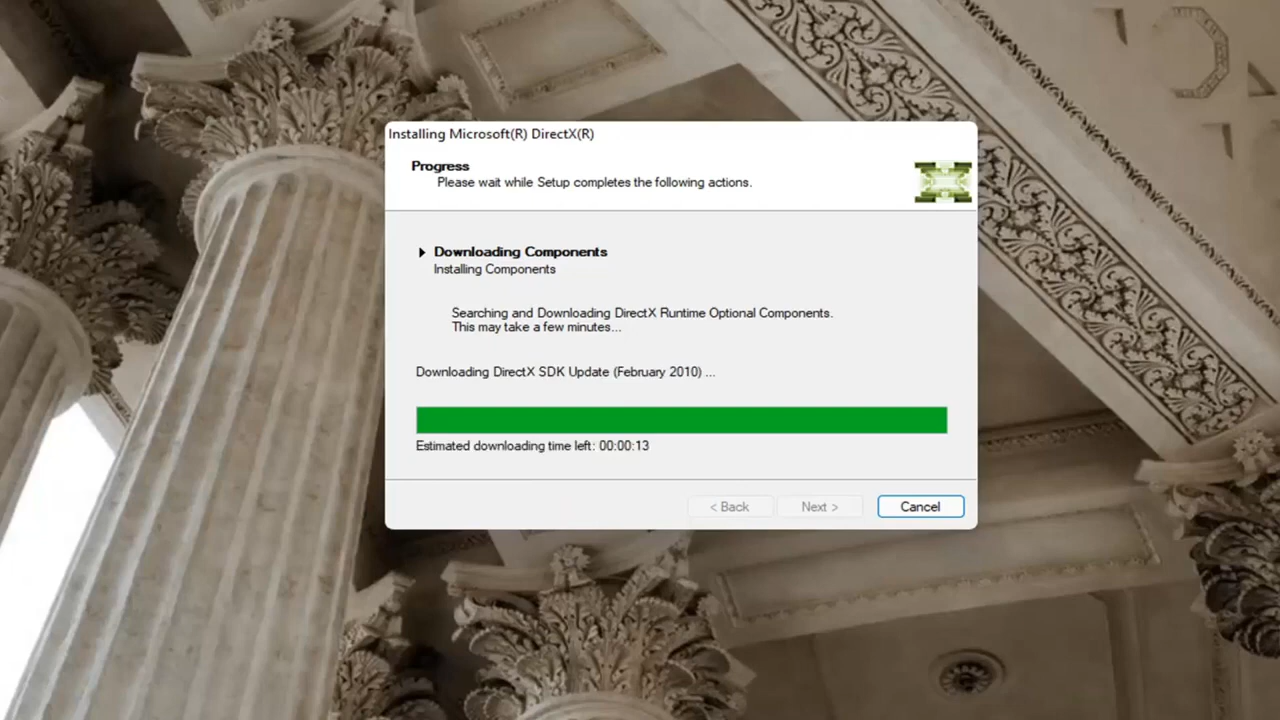 Installing Microsoft(R) DirectX(R)
Progress
Please wait while Setup completes the following actions.
Downloading Components
Installing Components
Searching and Downloading DirectX Runtime Optional Components.
This may take a few minutes...
Downloading DirectX SDK Update (February 2010) ...
Estimated downloading time left: 00:00:13
< Back Next > Cancel